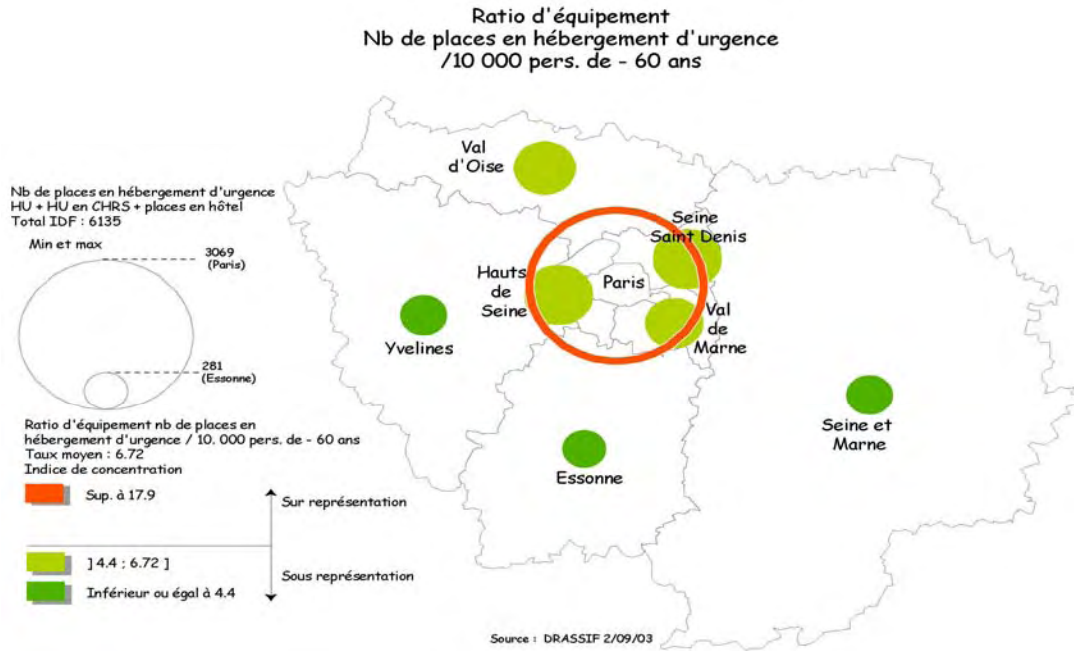 Ratio d'équipement
Nb de places en hébergement d'urgence
/10 000 pers. de - 60 ans
Val
d'Oise
Nb de places en hébergement d'urgence
HU + HU en CHRS + places en hôtel
Total IDF : 6135
Min et max
3069
(Paris)
281
(Essonne)
Seine
Saint Denis
Hauts
de
Seine
Paris
Val
de
Marne
Yvelines
Seine et
Marne
Essonne
Ratio d'équipement nb de places en
hébergement d'urgence / 10. 000 pers. de - 60 ans
Taux moyen : 6.72
Indice de concentration
Sup. à 17.9
Sur représentation
] 4.4 ; 6.72 ]
Sous représentation
Inférieur ou égal à 4.4
Source : DRASSIF 2/09/03